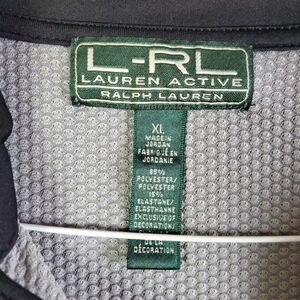 L-RL
LAUREN ACTIVE
RALPH LAUREN
XL
MADE IN
JORDAN
FABRIQUÉ EN
JORDANIE
85%
POLYESTER/
POLYESTER
15%
ELASTANE/
ELASTHANNE
EXCLUSIVE OF
DECORATION/
DE LA
DÉCORATION